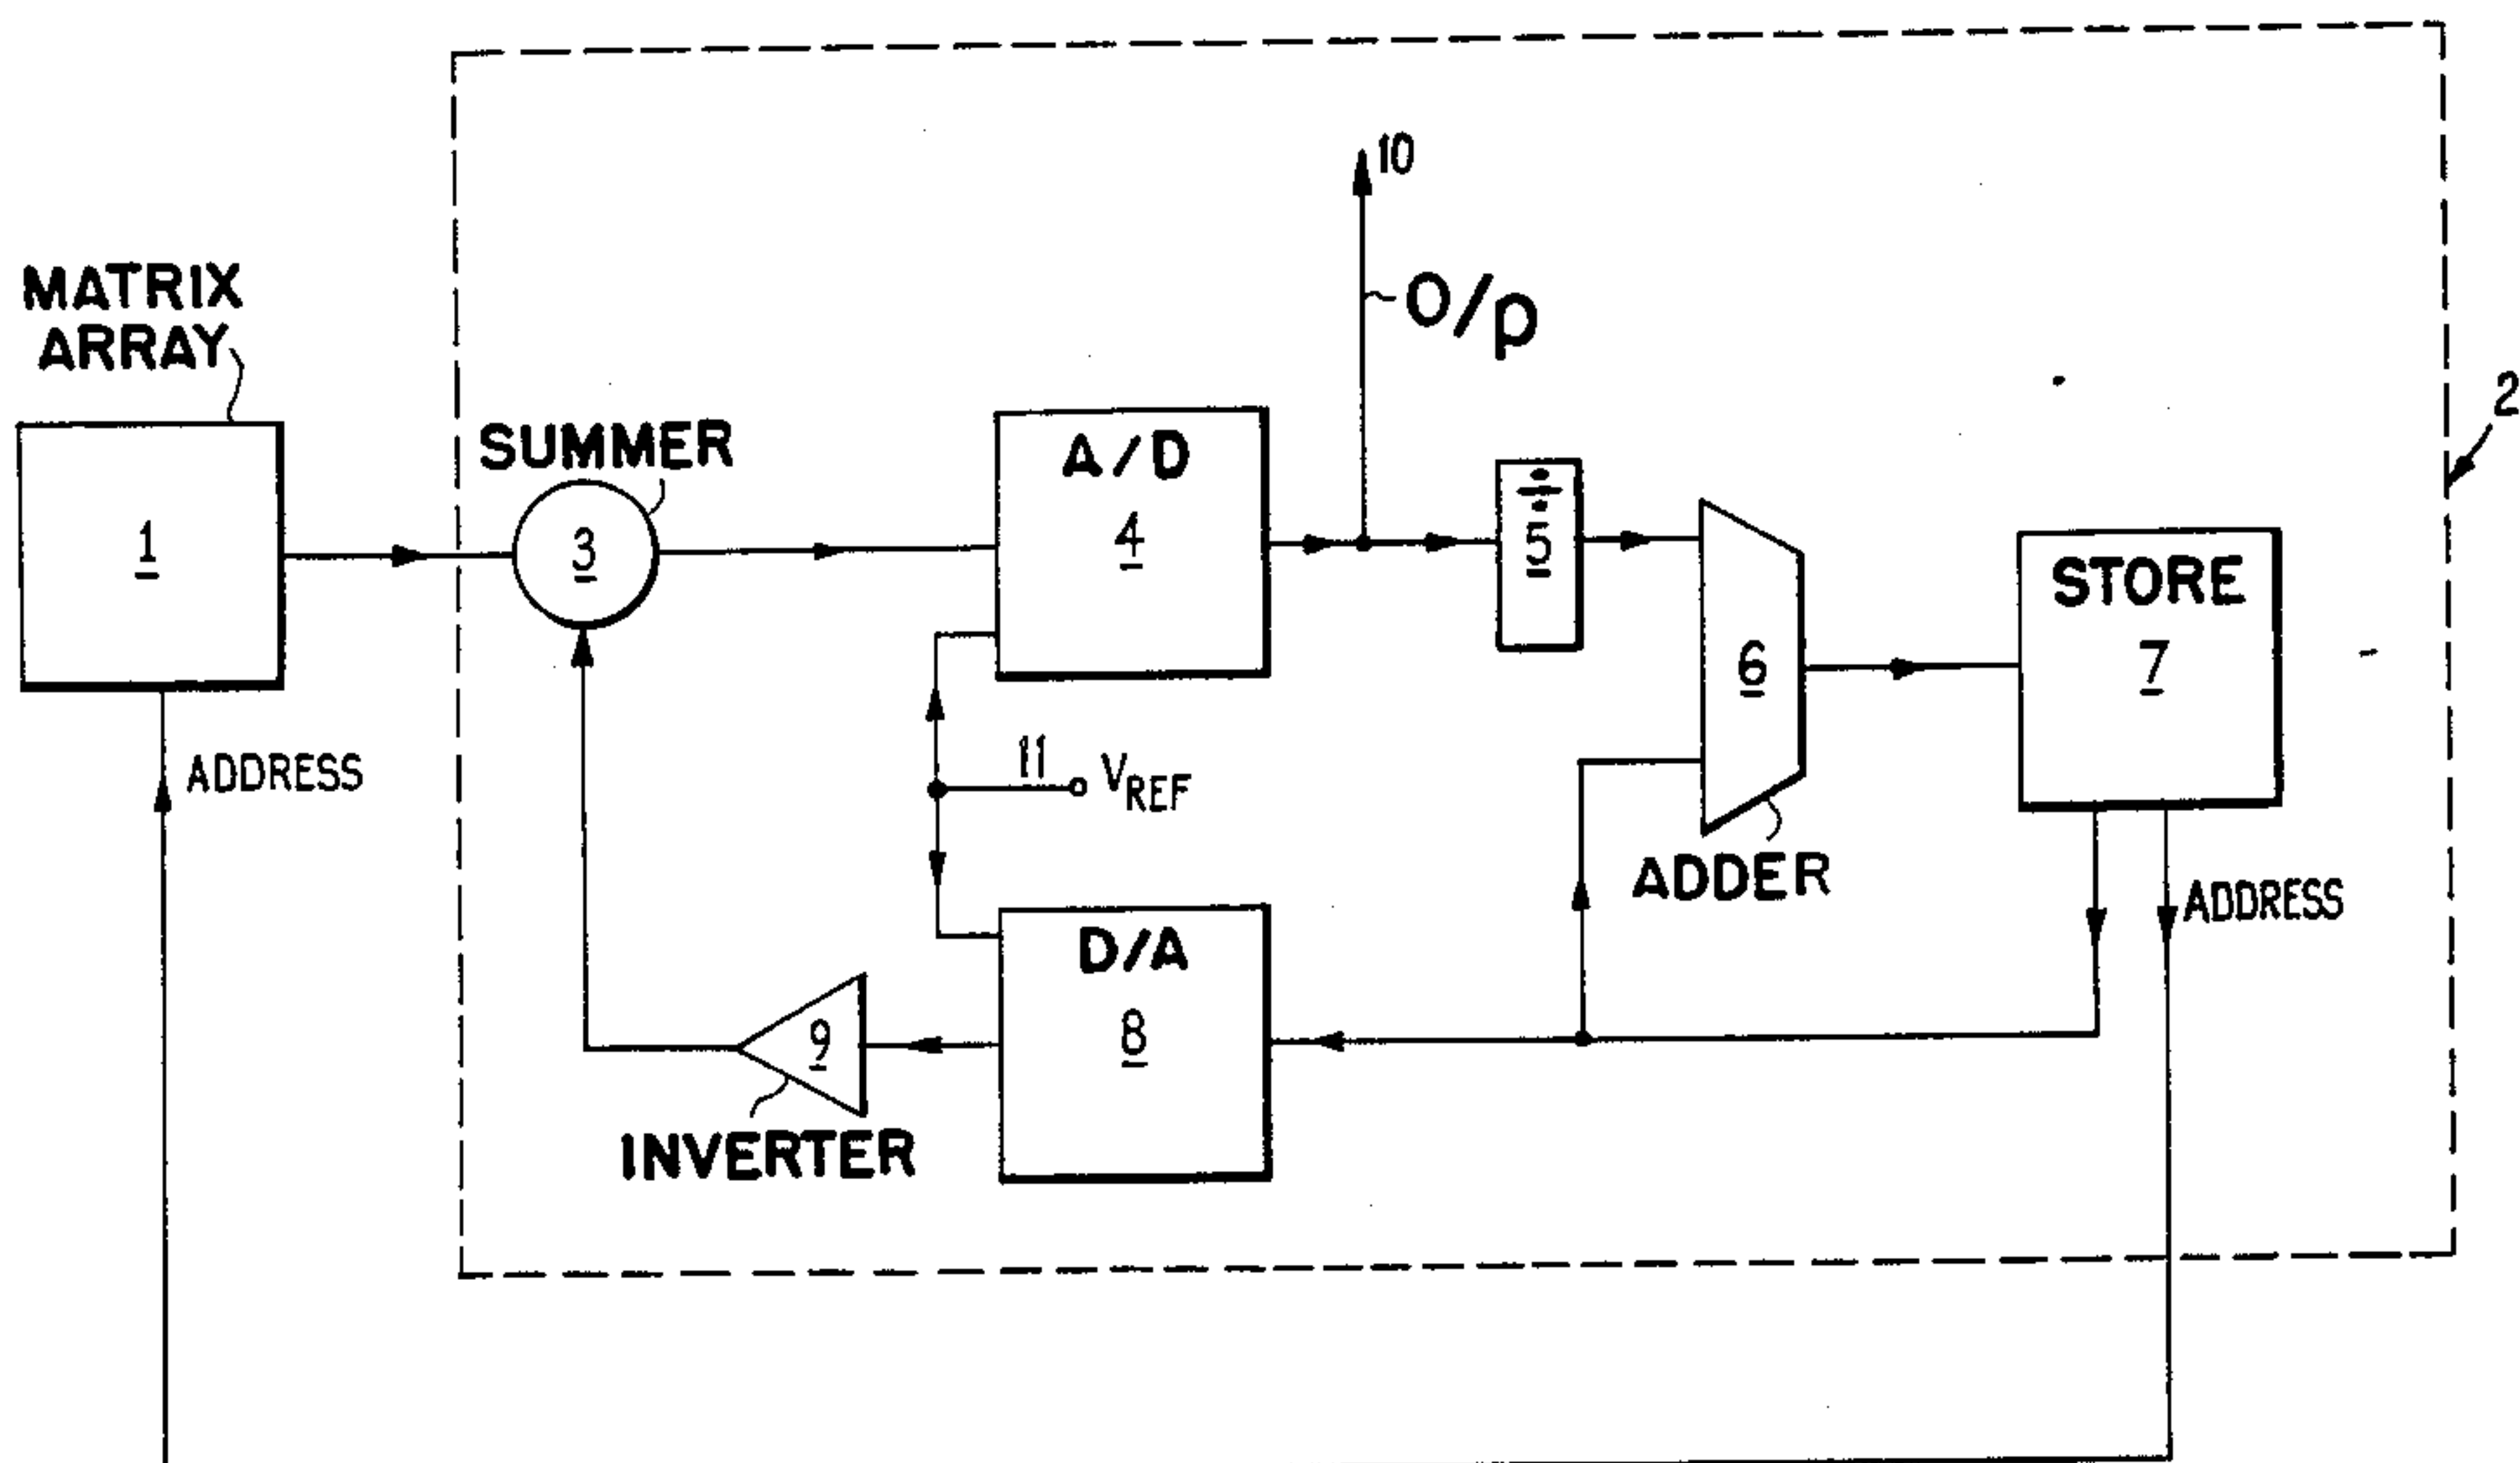 10
O/p
MATRIX
ARRAY
2
SUMMER
A/D
÷
1
3
4
5
STORE
6
7
11
VREF
ADDRESS
ADDER
ADDRESS
D/A
9
8
INVERTER